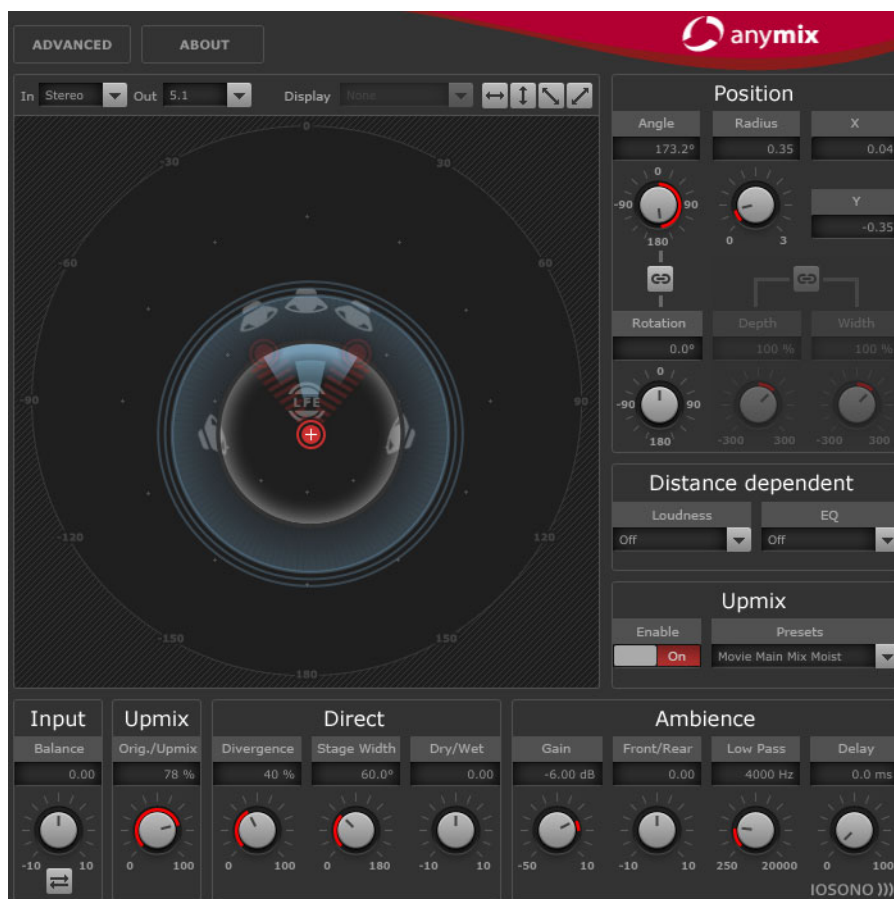 ADVANCED ABOUT anymix
In Stereo Out 5.1 Display None
0
-30 30
-60 60
-90 90
LFE
-120 120
-150 150
180
Position
Angle Radius X
173.2° 0.35 0.04
0
-90 90
180
0 3
Y
-0.35
Rotation Depth Width
0.0° 100 % 100 %
0
-90 90
180
-300 300 -300 300
Distance dependent
Loudness EQ
Off Off
Upmix
Enable Presets
On Movie Main Mix Moist
Input Upmix Direct Ambience
Balance Orig./Upmix Divergence Stage Width Dry/Wet Gain Front/Rear Low Pass Delay
0.00 78 % 40 % 60.0° 0.00 -6.00 dB 0.00 4000 Hz 0.0 ms
-10 10 0 100 0 100 0 180 -10 10 -50 10 -10 10 250 20000 0 100
IOSONO )))